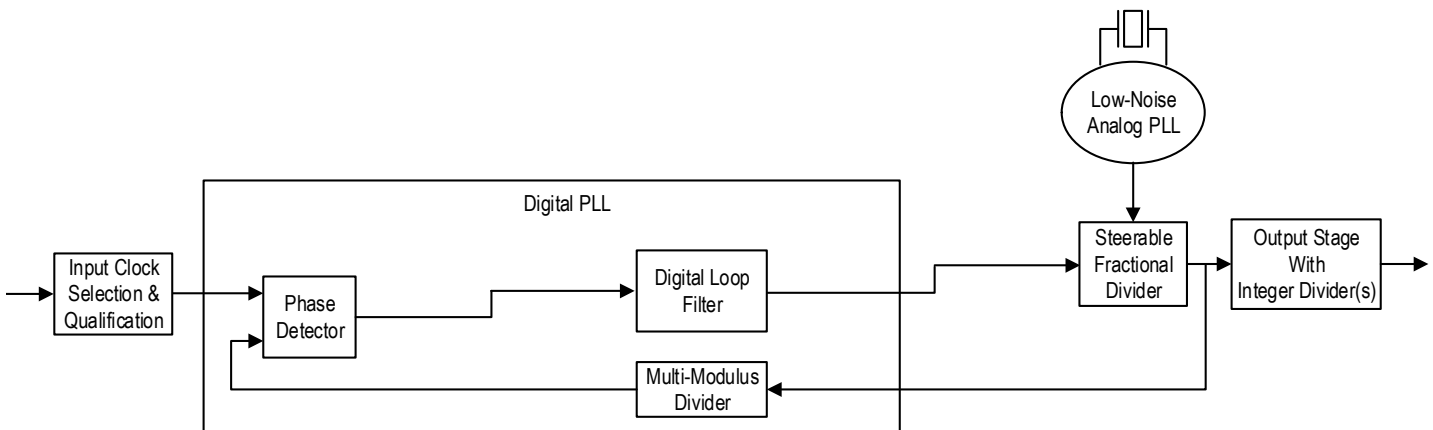 Low-Noise
Analog PLL
Digital PLL
Input Clock
Selection &
Qualification
Phase
Detector
Digital Loop
Filter
Multi-Modulus
Divider
Steerable
Fractional
Divider
Output Stage
With
Integer Divider(s)